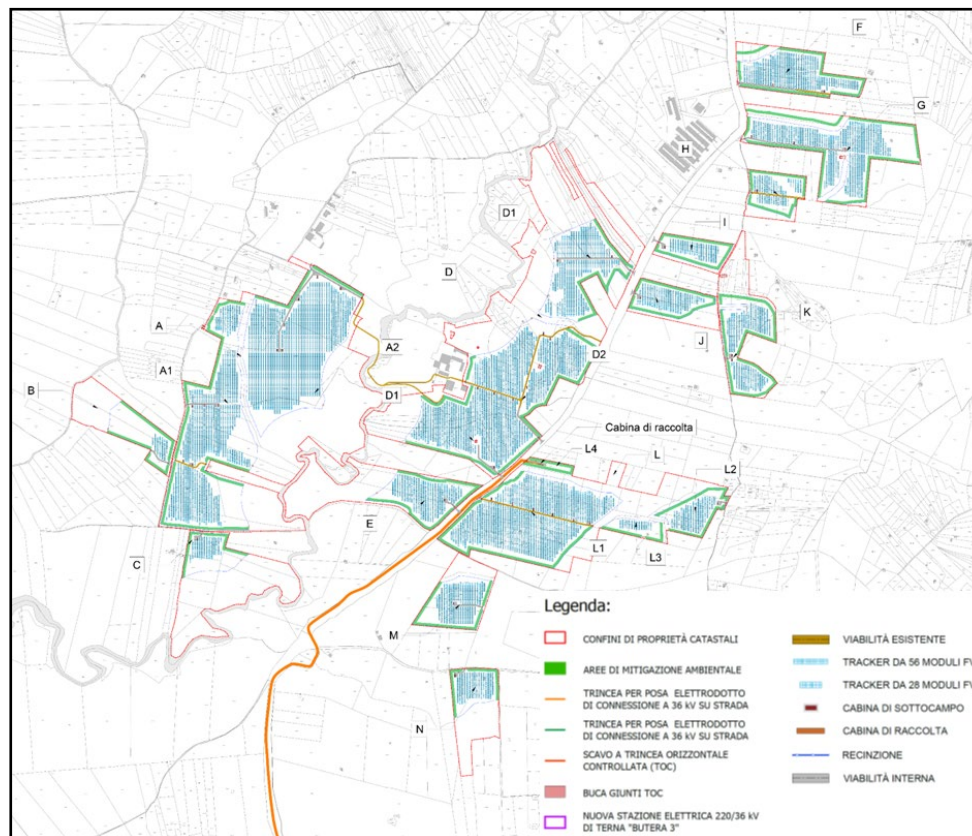 F
G
H
D1
I
D
K
A
A2
J
A1
D2
B
D1
Cabina di raccolta
L4
L
L2
E
C
L1
L3
M
N
Legenda:
CONFINI DI PROPRIETÀ CATASTALI
AREE DI MITIGAZIONE AMBIENTALE
TRINCEA PER POSA ELETTRODOTTO
DI CONNESSIONE A 36 kV SU STRADA
TRINCEA PER POSA ELETTRODOTTO
DI CONNESSIONE A 36 kV SU STRADA
SCAVO A TRINCEA ORIZZONTALE
CONTROLLATA (TOC)
BUCA GIUNTI TOC
NUOVA STAZIONE ELETTRICA 220/36 kV
DI TERNA "BUTERA 3"
VIABILITÀ ESISTENTE
TRACKER DA 56 MODULI FV
TRACKER DA 28 MODULI FV
CABINA DI SOTTOCAMPO
CABINA DI RACCOLTA
RECINZIONE
VIABILITÀ INTERNA